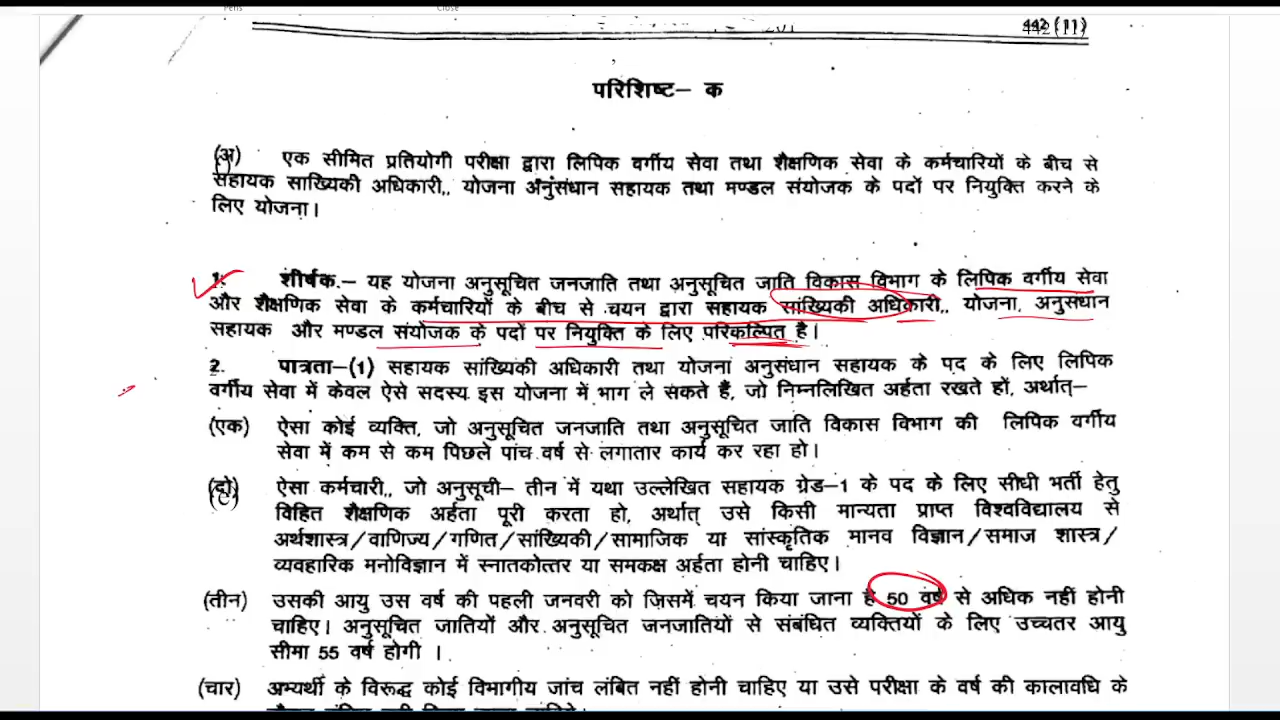 Pens Close
442 (11)
परिशिष्ट– क
(अ) एक सीमित प्रतियोगी परीक्षा द्वारा लिपिक वर्गीय सेवा तथा शैक्षणिक सेवा के कर्मचारियों के बीच से
सहायक साख्यिकी अधिकारी,, योजना अनुसंधान सहायक तथा मण्डल संयोजक के पदों पर नियुक्ति करने के
लिए योजना।
1. शीर्षक.– यह योजना अनुसूचित जनजाति तथा अनुसूचित जाति विकास विभाग के लिपिक वर्गीय सेवा
और शैक्षणिक सेवा के कर्मचारियों के बीच से चयन द्वारा सहायक सांख्यिकी अधिकारी,, योजना, अनुसंधान
सहायक और मण्डल संयोजक के पदों पर नियुक्ति के लिए परिकल्पित है।
2. पात्रता–(1) सहायक सांख्यिकी अधिकारी तथा योजना अनुसंधान सहायक के पद के लिए लिपिक
वर्गीय सेवा में केवल ऐसे सदस्य इस योजना में भाग ले सकते हैं, जो निम्नलिखित अर्हता रखते हों, अर्थात्–
(एक) ऐसा कोई व्यक्ति, जो अनुसूचित जनजाति तथा अनुसूचित जाति विकास विभाग की लिपिक वर्गीय
सेवा में कम से कम पिछले पांच वर्ष से लगातार कार्य कर रहा हो।
(दो) ऐसा कर्मचारी,, जो अनुसूची– तीन में यथा उल्लेखित सहायक ग्रेड–1 के पद के लिए सीधी भर्ती हेतु
विहित शैक्षणिक अर्हता पूरी करता हो, अर्थात् उसे किसी मान्यता प्राप्त विश्वविद्यालय से
अर्थशास्त्र/वाणिज्य/गणित/सांख्यिकी/सामाजिक या सांस्कृतिक मानव विज्ञान/समाज शास्त्र/
व्यवहारिक मनोविज्ञान में स्नातकोत्तर या समकक्ष अर्हता होनी चाहिए।
(तीन) उसकी आयु उस वर्ष की पहली जनवरी को जिसमें चयन किया जाना है 50 वर्ष से अधिक नहीं होनी
चाहिए। अनुसूचित जातियों और अनुसूचित जनजातियों से संबंधित व्यक्तियों के लिए उच्चतर आयु
सीमा 55 वर्ष होगी ।
(चार) अभ्यर्थी के विरूद्ध कोई विभागीय जांच लंबित नहीं होनी चाहिए या उसे परीक्षा के वर्ष की कालावधि के